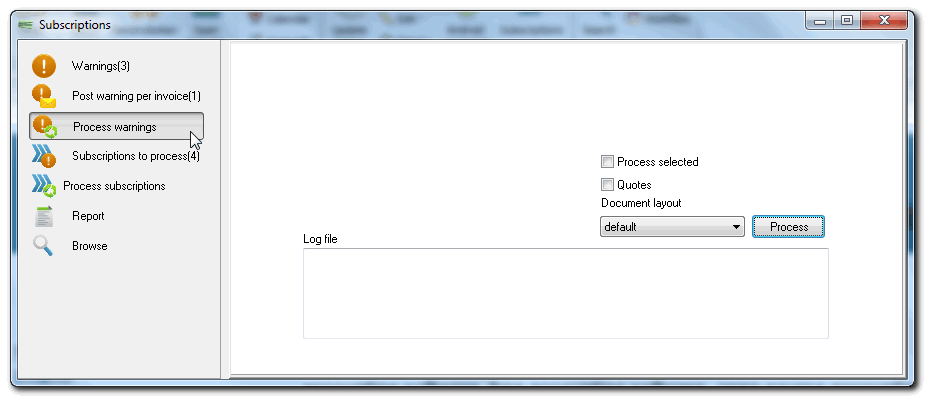 Subscriptions
Warnings(3)
Post warning per invoice(1)
Process warnings
Subscriptions to process(4)
Process subscriptions
Report
Browse
Process selected
Quotes
Document layout
default
Process
Log file